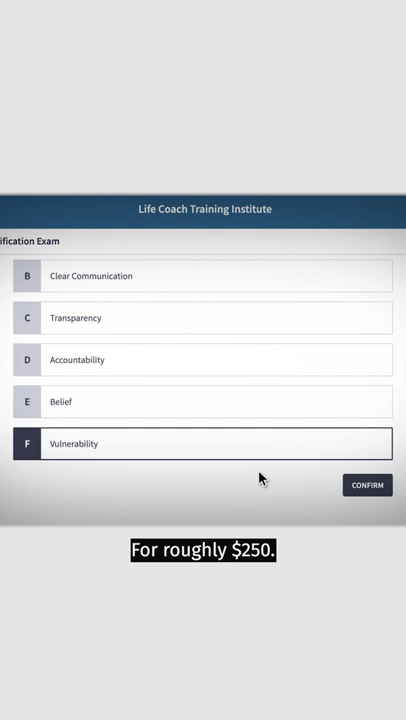 Life Coach Training Institute
ification Exam
B Clear Communication
C Transparency
D Accountability
E Belief
F Vulnerability
CONFIRM
For roughly $250.